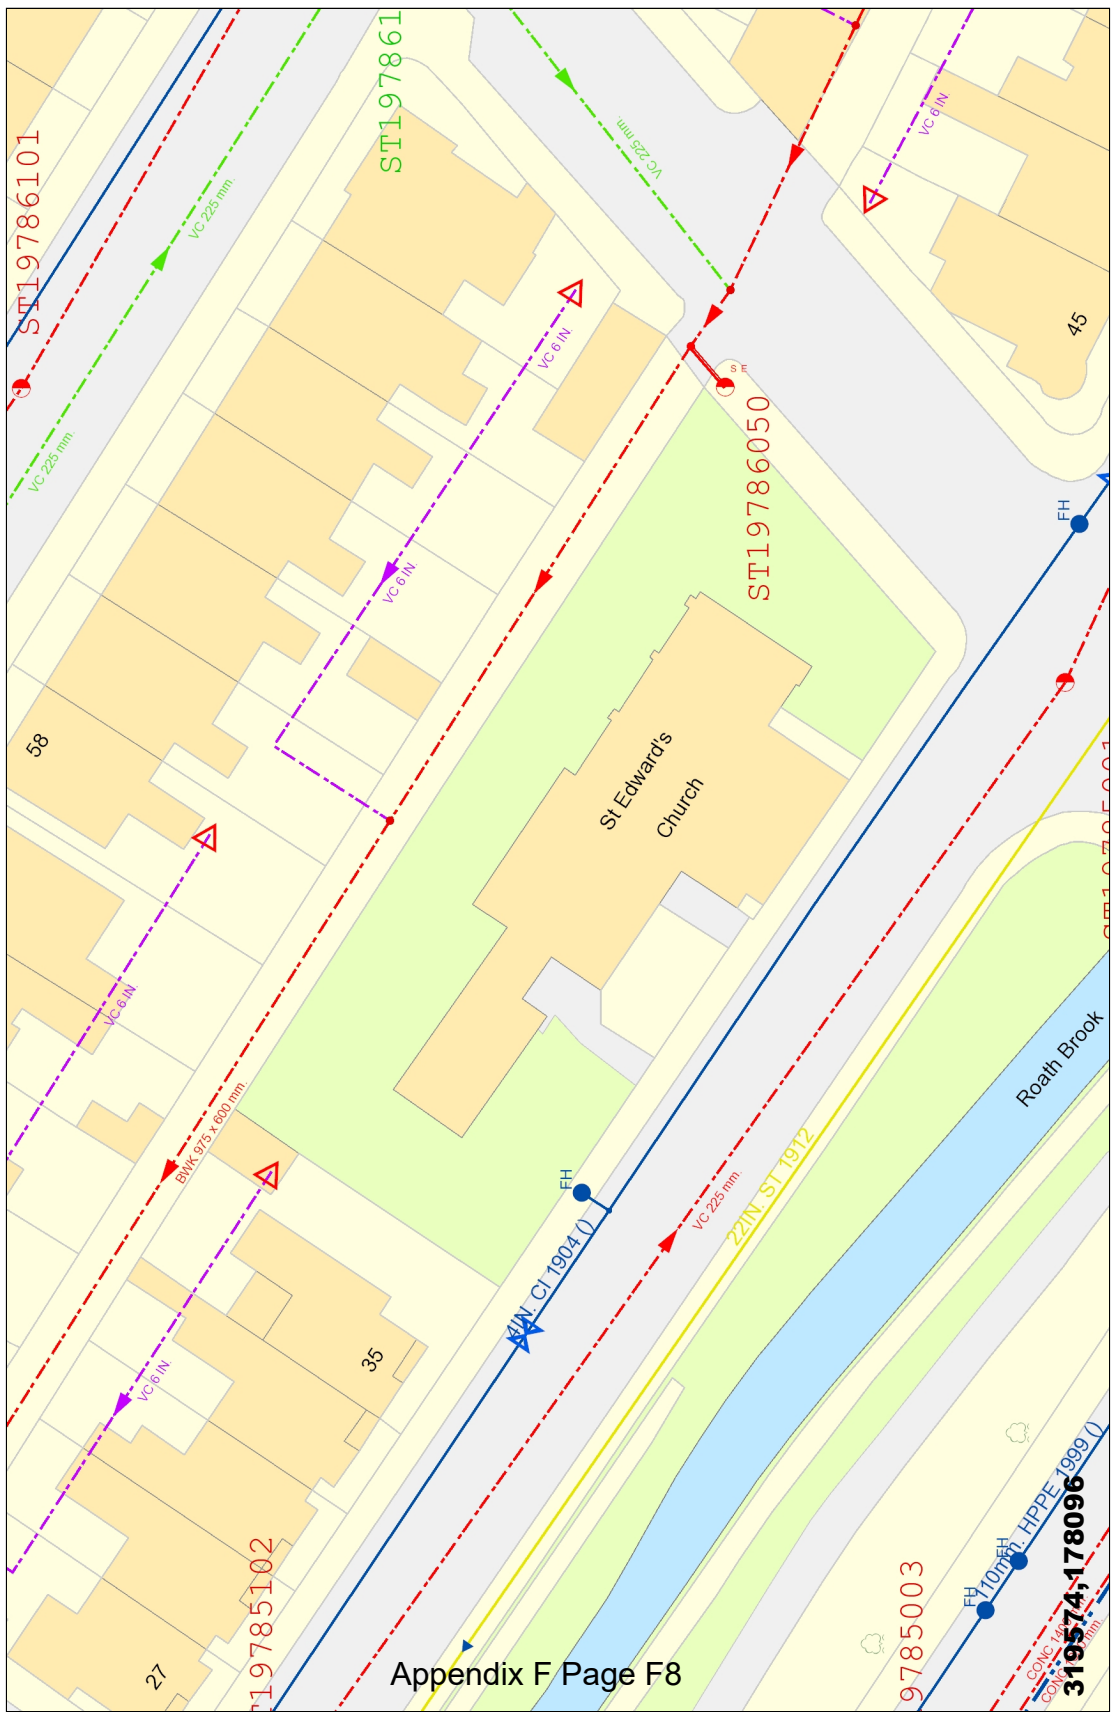 ST19786101
ST197861
VC 225 mm.
VC 225 mm.
VC 225 mm.
VC 6 IN.
VC 6 IN.
VC 6 IN.
S E
ST19786050
45
FH
58
St Edward's
Church
VC 6 IN.
BWK 975 x 600 mm.
Roath Brook
22IN. ST 1912
VC 225 mm.
FH
4IN. CI 1904 ()
35
VC 6 IN.
27
T19785102
9785003
FH
FH
110mm. HPPE 1999 ()
319574,178096
Appendix F Page F8